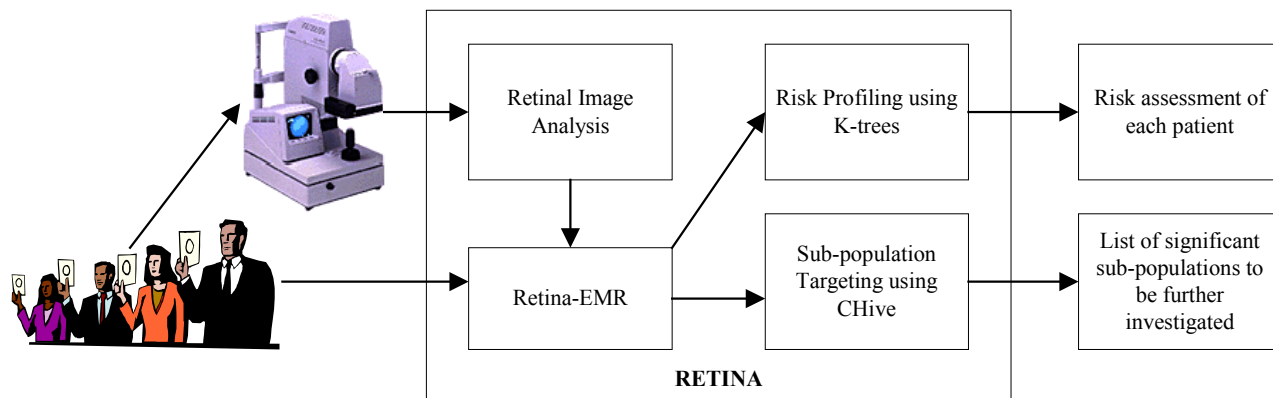 Retinal Image
Analysis
Risk Profiling using
K-trees
Risk assessment of
each patient
Retina-EMR
Sub-population
Targeting using
CHive
List of significant
sub-populations to
be further
investigated
RETINA